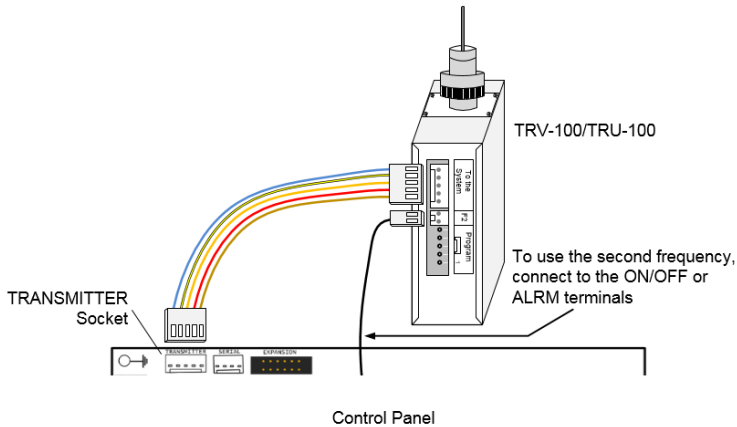 TRV-100/TRU-100
To the
System
F2
Program
1
To use the second frequency,
connect to the ON/OFF or
ALRM terminals
TRANSMITTER
Socket
TRANSMITTER
SERIAL
EXPANSION
Control Panel